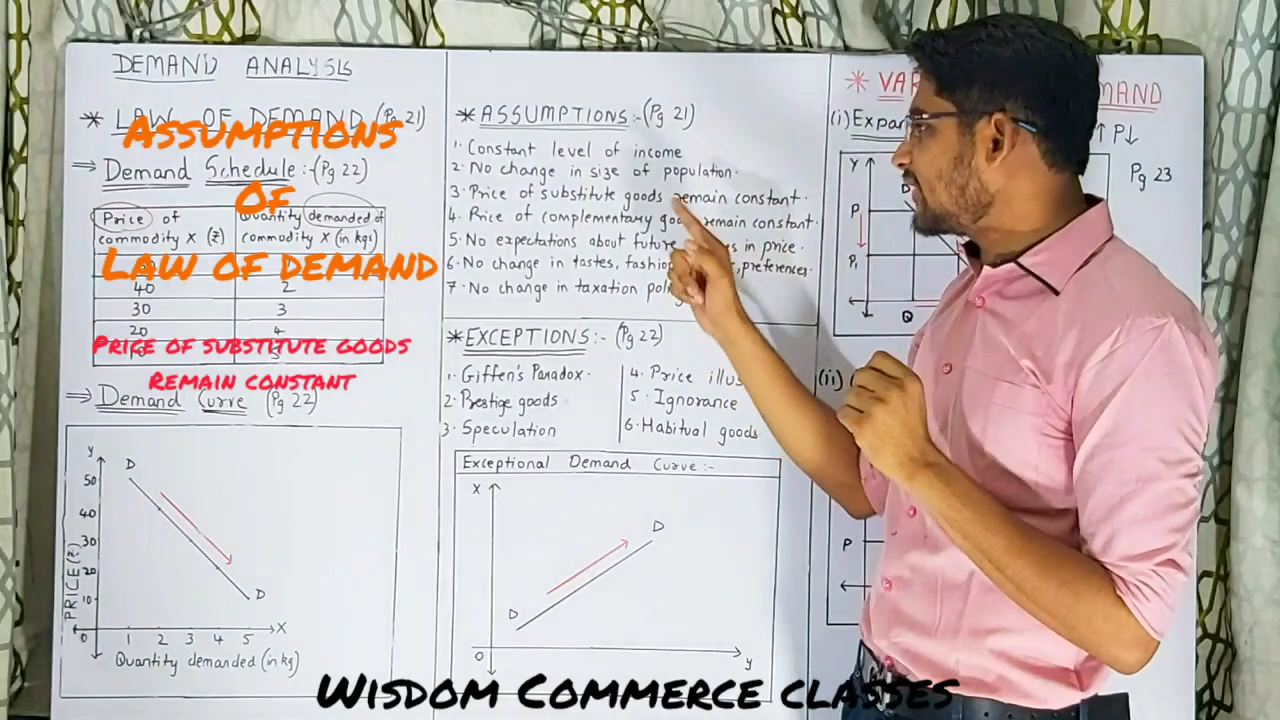 DEMAND ANALYSIS
* LAW OF DEMAND (Pg 21)
⇒ Demand Schedule:-(Pg 22)
Price of commodity X (₹)
Quantity demanded of commodity X (in kgs)
40 2
30 3
20 4
⇒ Demand Curve (Pg 22)
y
50
40
30
20
10
0
1 2 3 4 5
X
D
D
PRICE (₹)
Quantity demanded (in kg)
Assumptions
Of
Law of demand
Price of substitute goods
Remain constant
* ASSUMPTIONS:-(Pg 21)
1. Constant level of income
2. No change in size of population.
3. Price of substitute goods remain constant.
4. Price of complementary remain constant.
5. No expectations about future in price.
6. No change in tastes, preferences.
7. No change in taxation
* EXCEPTIONS:- (Pg 22)
1. Giffen's Paradox.
2. Prestige goods
3. Speculation
4. Price
5. Ignorance
6. Habitual goods.
Exceptional Demand Curve:-
X
D
D
0
y
* VAR MAND
(i) Expa
↑ P↓
Pg 23
Y
P
P₁
Q
(ii)
P
Wisdom Commerce classes